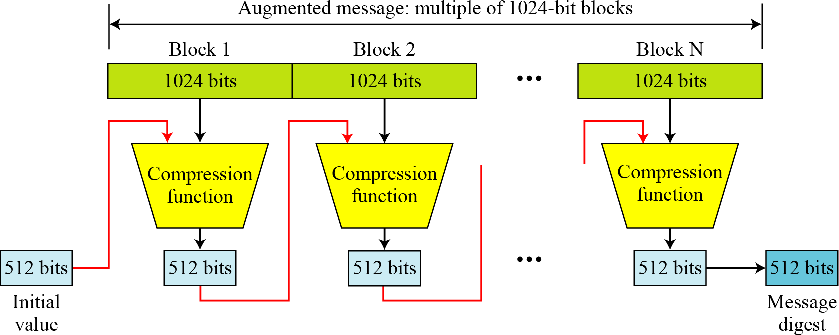 Augmented message: multiple of 1024-bit blocks
Block 1
Block 2
Block N
1024 bits
1024 bits
•••
1024 bits
Compression
function
Compression
function
Compression
function
512 bits
512 bits
512 bits
•••
512 bits
512 bits
Initial
value
Message
digest